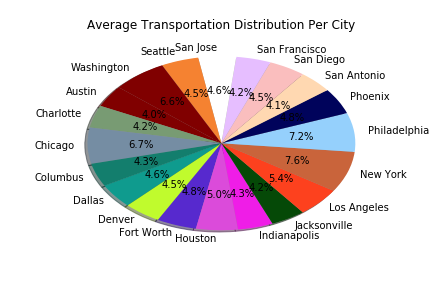 Average Transportation Distribution Per City
San Jose
San Francisco
Seattle
San Diego
Washington
San Antonio
Austin
Phoenix
Charlotte
Philadelphia
Chicago
Columbus
New York
Dallas
Los Angeles
Denver
Jacksonville
Fort Worth
Houston
Indianapolis
4.6%
4.2%
4.5%
4.5%
6.6%
4.1%
4.0%
4.2%
7.2%
6.7%
4.3%
7.6%
4.6%
5.4%
4.5%
4.8%
5.0%
4.3%
4.2%